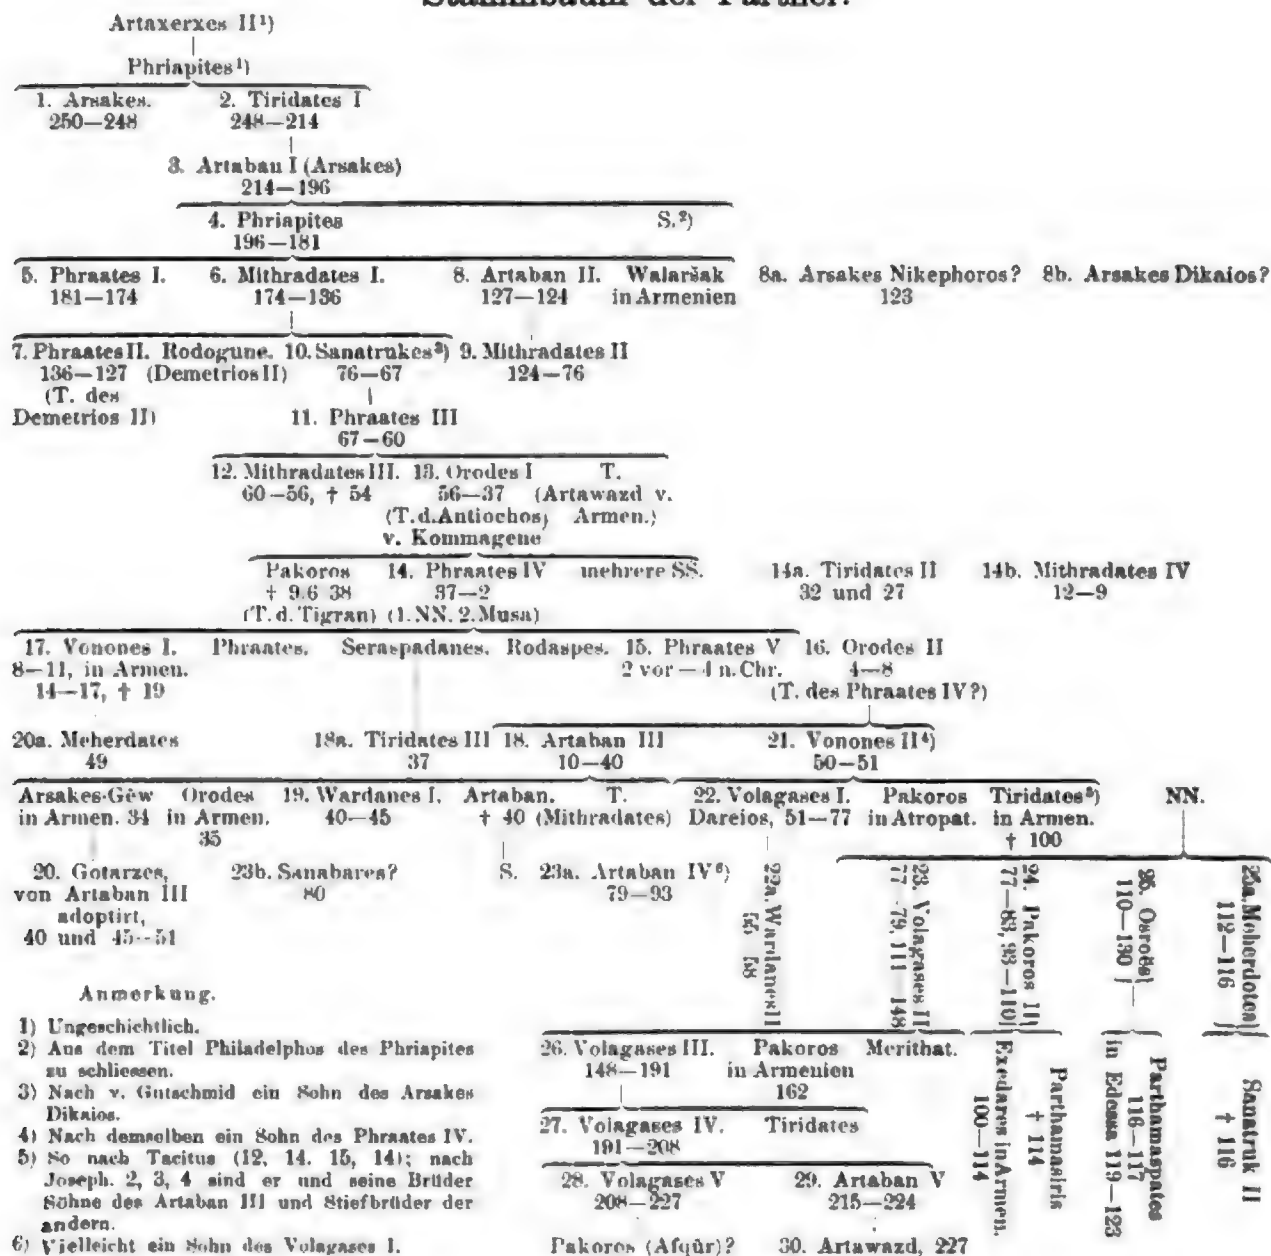 Stammbaum der Parther.
Artaxerxes II¹)
Phriapites¹)
1. Arsakes. 2. Tiridates I
250—248 248—214
3. Artaban I (Arsakes)
214—196
4. Phriapites S.²)
196—181
5. Phraates I. 6. Mithradates I. 8. Artaban II. Walaršak 8a. Arsakes Nikephoros? 8b. Arsakes Dikaios?
181—174 174—136 127—124 in Armenien 123
7. Phraates II. Rodogune. 10. Sanatrukes³) 9. Mithradates II
136—127 (Demetrios II) 76—67 124—76
(T. des
Demetrios II) 11. Phraates III
67—60
12. Mithradates III. 13. Orodes I T.
60—56, † 54 56—37 (Artawazd v.
(T. d. Antiochos Armen.)
v. Kommagene
Pakoros 14. Phraates IV mehrere SS. 14a. Tiridates II 14b. Mithradates IV
† 9.6 38 37—2 32 und 27 12—9
(T. d. Tigran) (1. NN. 2. Musa)
17. Vonones I. Phraates. Seraspadanes. Rodaspes. 15. Phraates V 16. Orodes II
8—11, in Armen. 2 vor—4 n. Chr. 4—8
14—17, † 19 (T. des Phraates IV?)
20a. Meherdates 18a. Tiridates III 18. Artaban III 21. Vonones II⁴)
49 37 10—40 50—51
Arsakes-Gêw Orodes 19. Wardanes I. Artaban. T. 22. Volagases I. Pakoros Tiridates⁵) NN.
in Armen. 34 in Armen. 40—45 † 40 (Mithradates) Dareios, 51—77 in Atropat. in Armen.
35 † 100
20. Gotarzes, 23b. Sanabares? S. 23a. Artaban IV⁶)
von Artaban III 80 79—93
adoptirt,
40 und 45—51
22a. Wardanes II
55 58
23. Volagases II
77—79, 111—148
24. Pakoros II
77—83, 93—110
25. Osroës
110—130
25a. Meherdotes
112—116
Anmerkung.
1) Ungeschichtlich.
2) Aus dem Titel Philadelphos des Phriapites
zu schliessen.
3) Nach v. Gutschmid ein Sohn des Arsakes
Dikaios.
4) Nach demselben ein Sohn des Phraates IV.
5) So nach Tacitus (12, 14. 15, 14); nach
Joseph. 2, 3, 4 sind er und seine Brüder
Söhne des Artaban III und Stiefbrüder der
andern.
6) Vielleicht ein Sohn des Volagases I.
26. Volagases III. Pakoros Merithat.
148—191 in Armenien
162
27. Volagases IV. Tiridates
191—208
28. Volagases V 29. Artaban V
208—227 215—224
Pakoros (Afqûr)? 30. Artawazd, 227
Exedares in Armen.
100—114
Parthamasiris
† 114
Parthamaspates
116—117
in Edessa 119—123
Sanatruk II
† 116